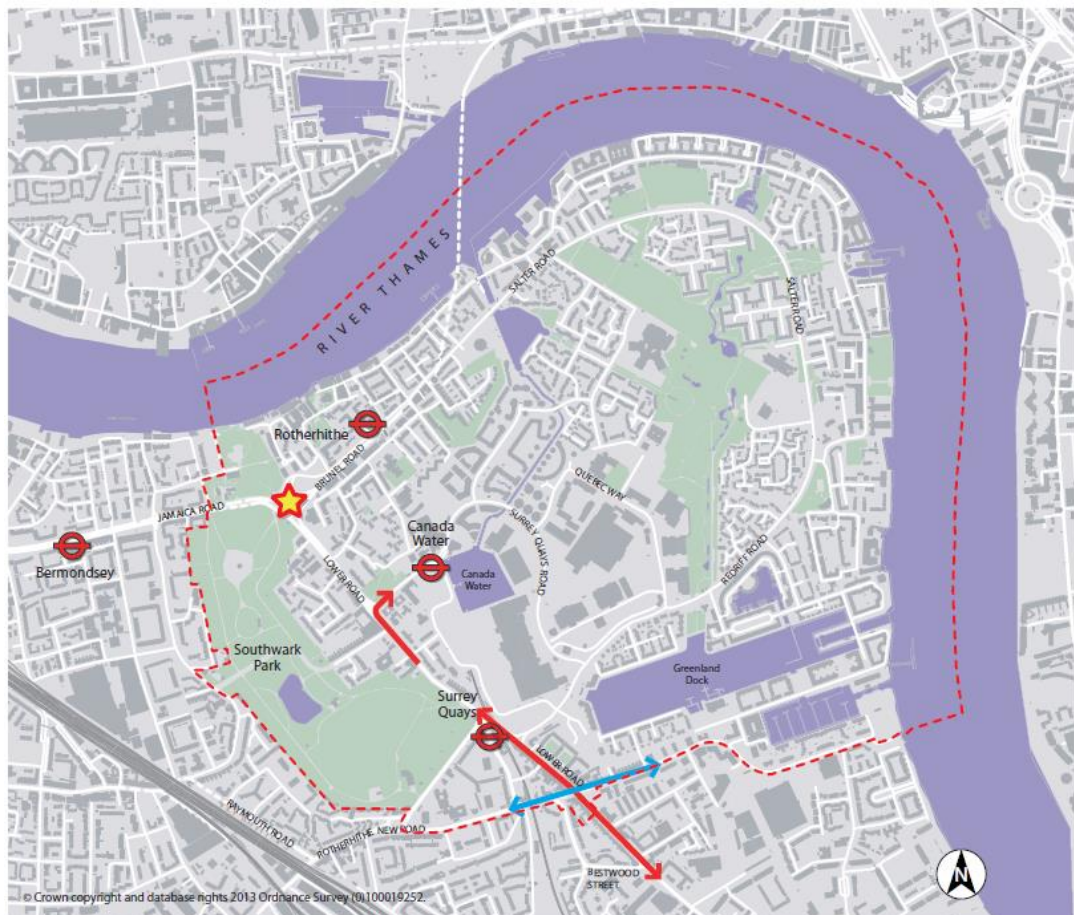 RIVER THAMES
SALTER ROAD
SALTER ROAD
Rotherhithe
BRUNEL ROAD
JAMAICA ROAD
QUEBEC WAY
Bermondsey
Canada
Water
SURREY QUAYS ROAD
Canada
Water
LOWER ROAD
REDRIFF ROAD
Southwark
Park
Greenland
Dock
Surrey
Quays
LOWER ROAD
RAYMOUTH ROAD
ROTHERHITHE NEW ROAD
BESTWOOD
STREET
N
© Crown copyright and database rights 2013 Ordnance Survey (0)100019252.